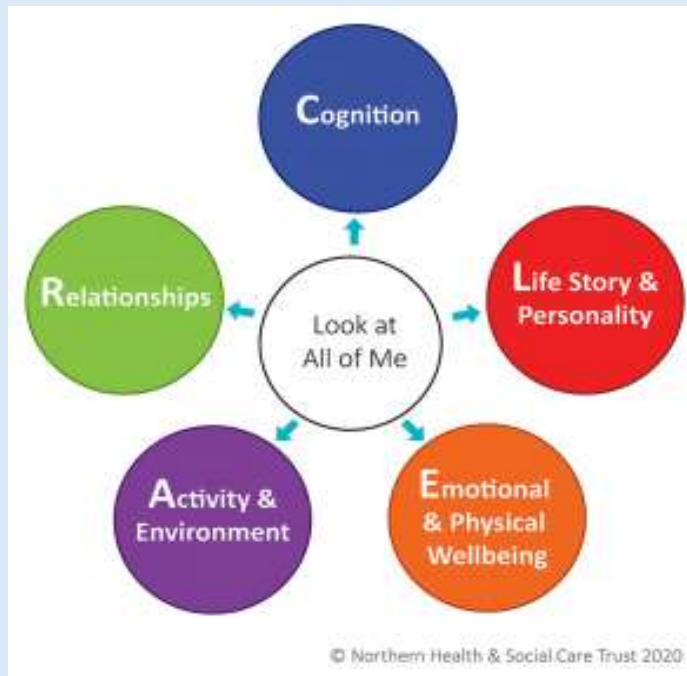 Cognition
Life Story &
Personality
Emotional
& Physical
Wellbeing
Activity &
Environment
Relationships
Look at
All of Me
© Northern Health & Social Care Trust 2020